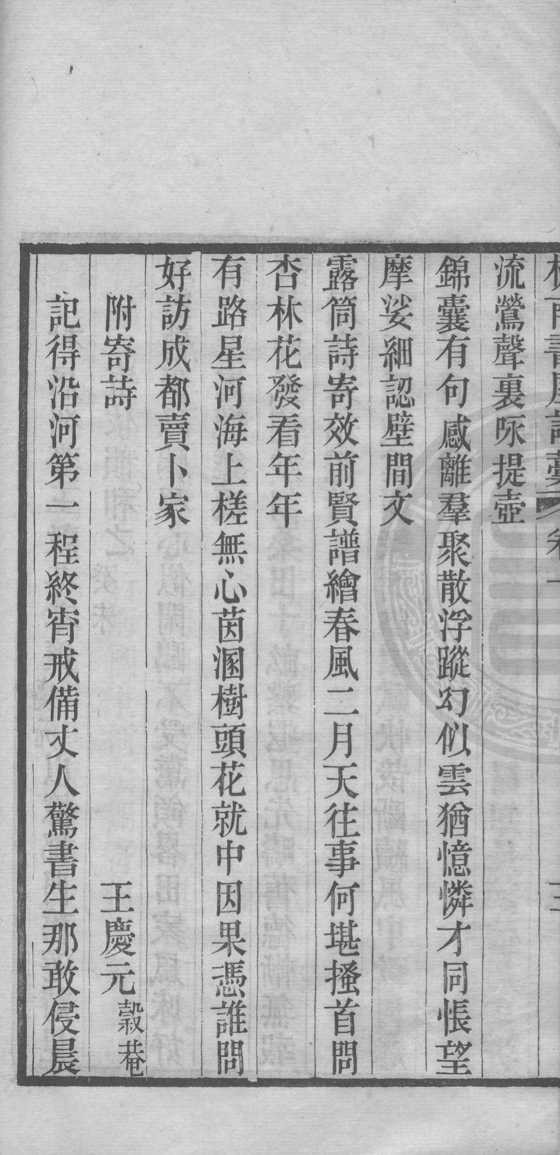 流鶯聲裏咏提壺
錦囊有句感離羣聚散浮蹤勾似雲猶憶憐才同悵望
摩娑細認壁間文
露筒詩寄效前賢譜繪春風二月天往事何堪搔首問
杏林花發看年年
有路星河海上槎無心茵溷樹頭花就中因果憑誰問
好訪成都賣卜家
附寄詩 王慶元 穀菴
記得沿河第一程終宵戒備丈人驚書生那敢侵晨